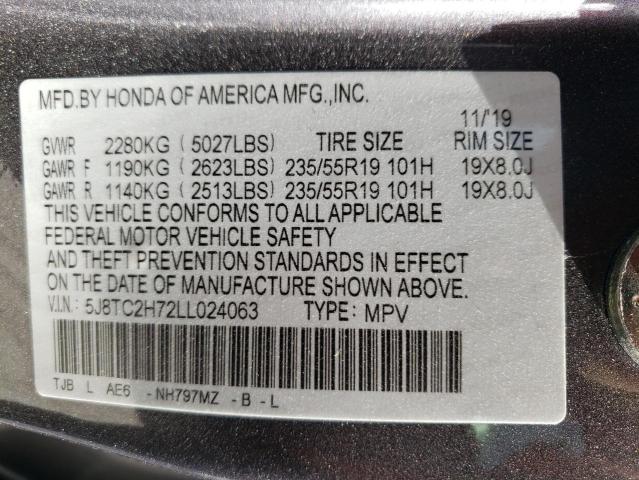 MFD.BY HONDA OF AMERICA MFG.,INC.
11/'19
GVWR 2280KG (5027LBS) TIRE SIZE RIM SIZE
GAWR F 1190KG (2623LBS) 235/55R19 101H 19X8.0J
GAWR R 1140KG (2513LBS) 235/55R19 101H 19X8.0J
THIS VEHICLE CONFORMS TO ALL APPLICABLE
FEDERAL MOTOR VEHICLE SAFETY
AND THEFT PREVENTION STANDARDS IN EFFECT
ON THE DATE OF MANUFACTURE SHOWN ABOVE.
V.I.N.: 5J8TC2H72LL024063 TYPE: MPV
TJB L AE6 -NH797MZ -B -L